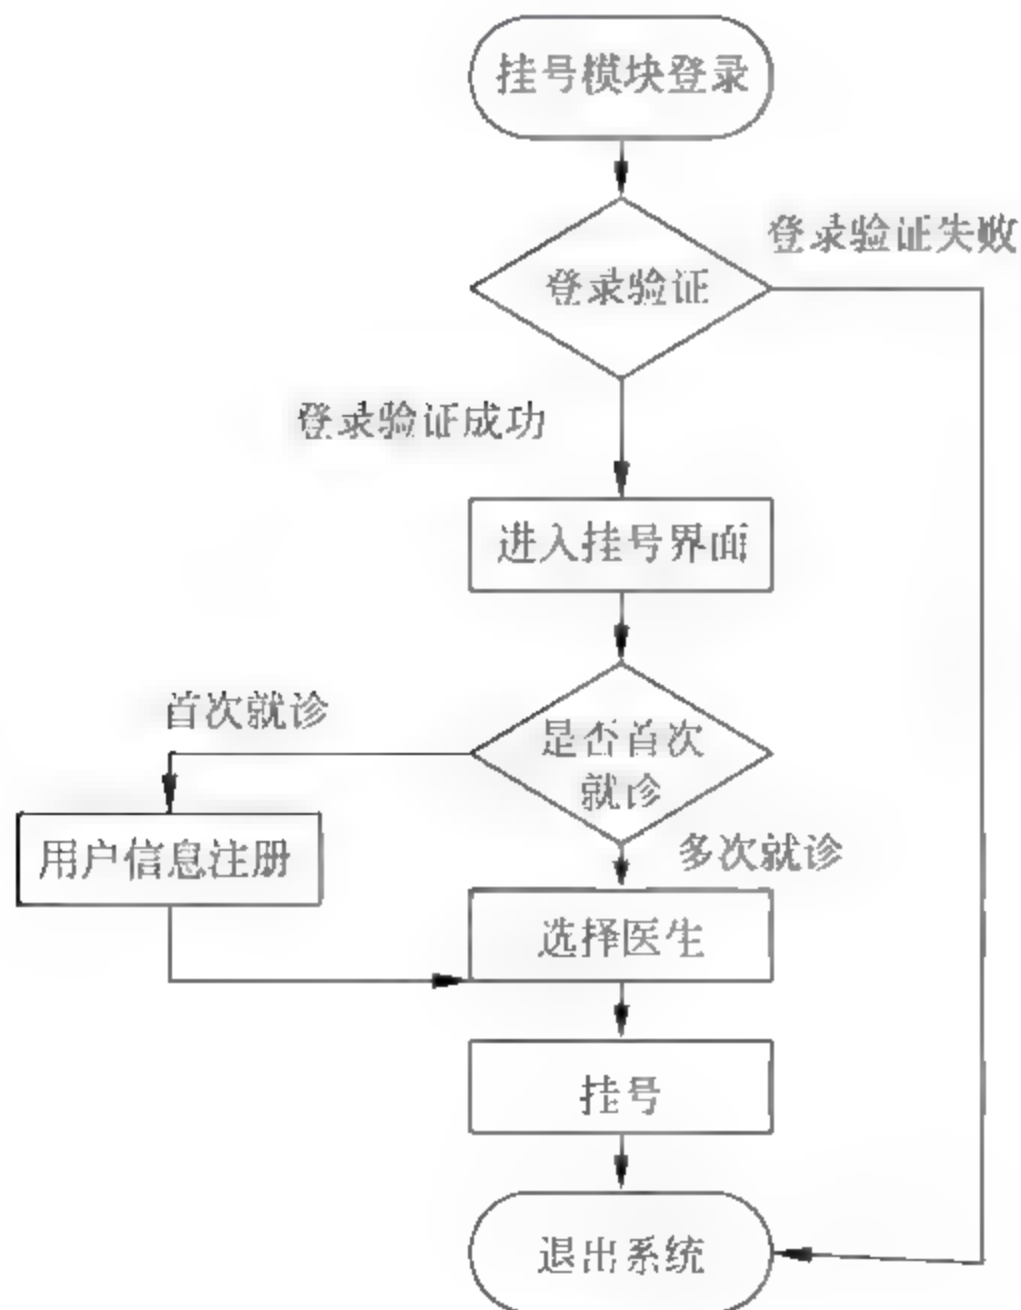 挂号模块登录
登录验证失败
登录验证
登录验证成功
进入挂号界面
首次就诊
是否首次
就诊
多次就诊
用户信息注册
选择医生
挂号
退出系统